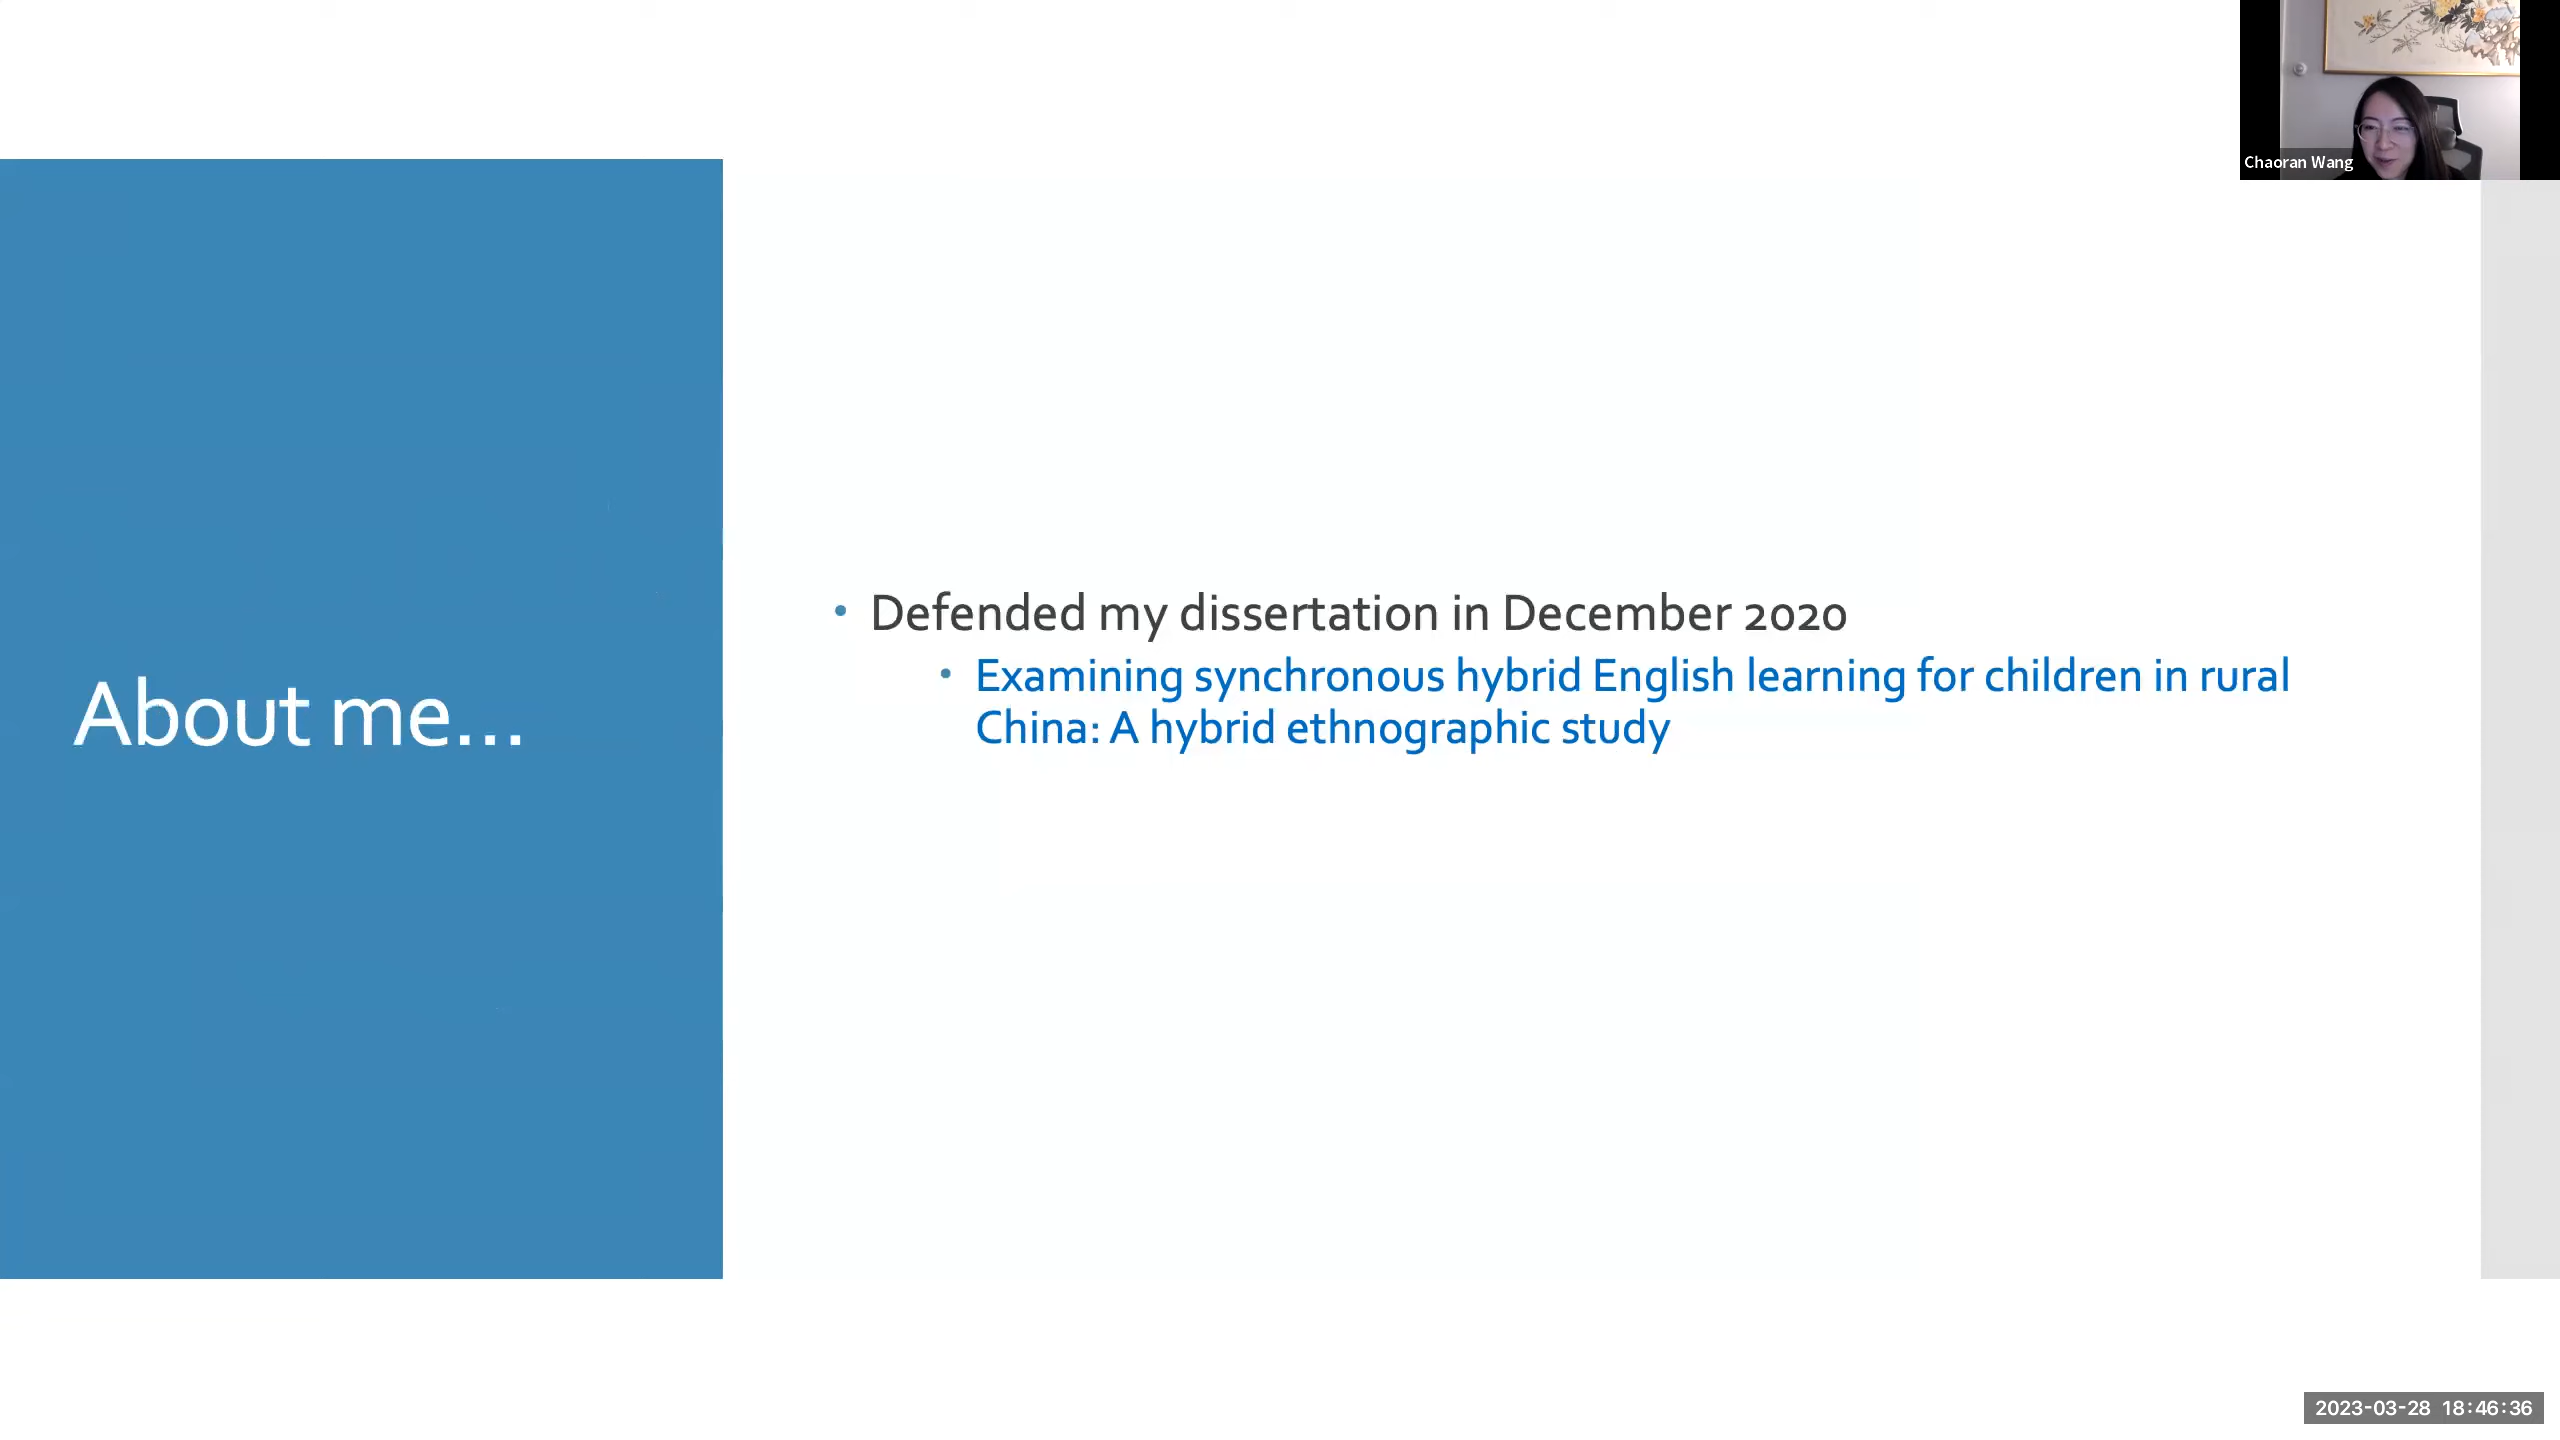 Chaoran Wang
About me...
• Defended my dissertation in December 2020
• Examining synchronous hybrid English learning for children in rural
China: A hybrid ethnographic study
2023-03-28 18:46:36